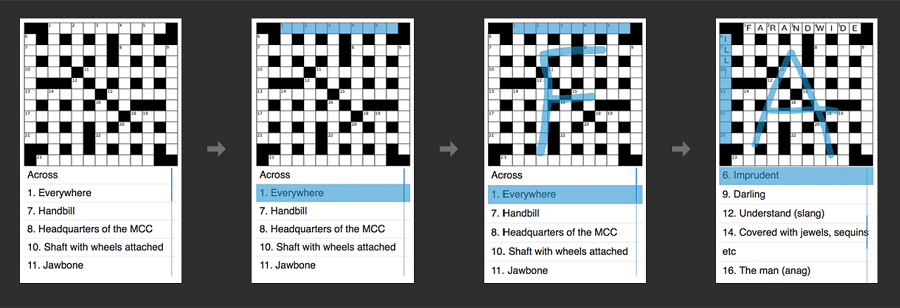 Across
1. Everywhere
7. Handbill
8. Headquarters of the MCC
10. Shaft with wheels attached
11. Jawbone
Across
1. Everywhere
7. Handbill
8. Headquarters of the MCC
10. Shaft with wheels attached
11. Jawbone
F
Across
1. Everywhere
7. Handbill
8. Headquarters of the MCC
10. Shaft with wheels attached
11. Jawbone
FARANDWIDE
I
L
L
A
6. Imprudent
9. Darling
12. Understand (slang)
14. Covered with jewels, sequins
etc
16. The man (anag)